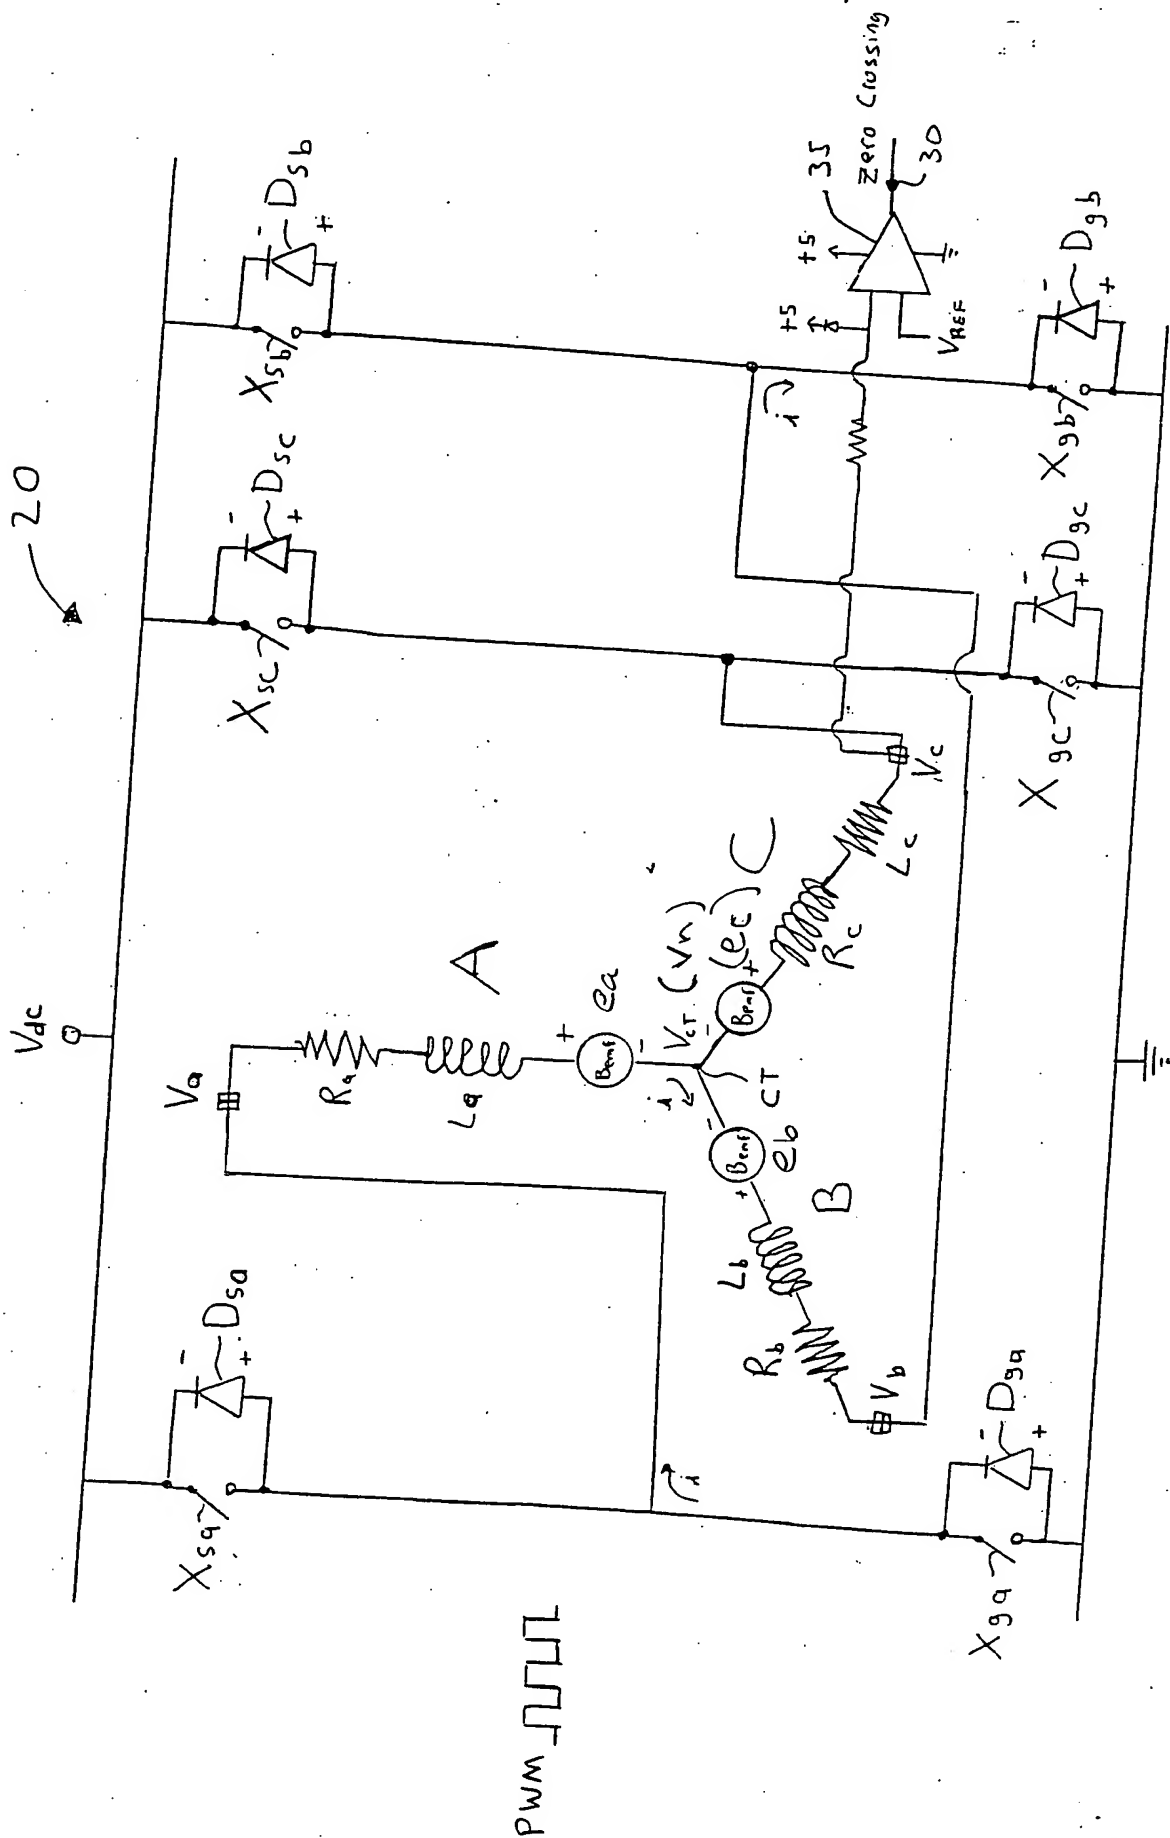 20
Vdc
Xsa
Dsa
-
+
Xsc
Dsc
-
+
Xsb
Dsb
-
+
PWM
Va
Ra
La
A
+
Bemf
ea
-
i
i
VCT (Vn)
CT
-
Bemf
(ec)
+
C
Rc
Lc
Vc
-
Bemf
eb
+
B
Lb
Rb
Vb
i
+5
+5
35
Zero Crossing
30
VREF
Xga
Dga
-
+
Xgc
Dgc
-
+
Xgb
Dgb
-
+